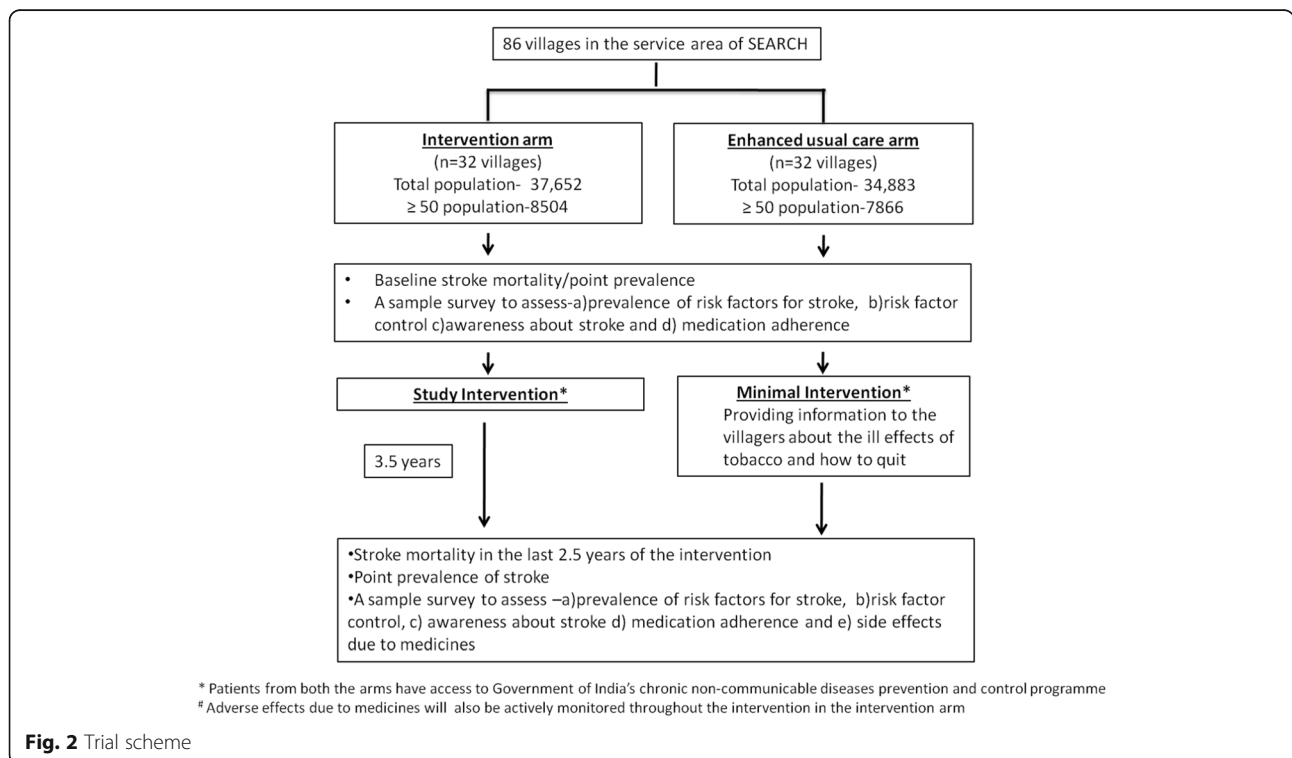 86 villages in the service area of SEARCH
Intervention arm
(n=32 villages)
Total population- 37,652
≥ 50 population-8504
Enhanced usual care arm
(n=32 villages)
Total population- 34,883
≥ 50 population-7866
• Baseline stroke mortality/point prevalence
• A sample survey to assess-a)prevalence of risk factors for stroke, b)risk factor
control c)awareness about stroke and d) medication adherence
Study Intervention*
Minimal Intervention*
Providing information to the
villagers about the ill effects of
tobacco and how to quit
3.5 years
•Stroke mortality in the last 2.5 years of the intervention
•Point prevalence of stroke
•A sample survey to assess –a)prevalence of risk factors for stroke, b)risk factor
control, c) awareness about stroke d) medication adherence and e) side effects
due to medicines
* Patients from both the arms have access to Government of India's chronic non-communicable diseases prevention and control programme
# Adverse effects due to medicines will also be actively monitored throughout the intervention in the intervention arm
Fig. 2 Trial scheme